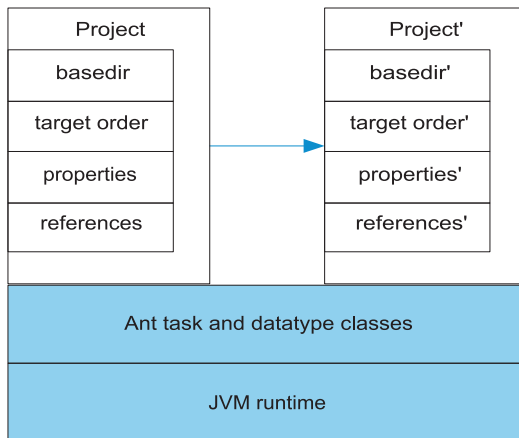 Project
basedir
target order
properties
references
Project'
basedir'
target order'
properties'
references'
Ant task and datatype classes
JVM runtime